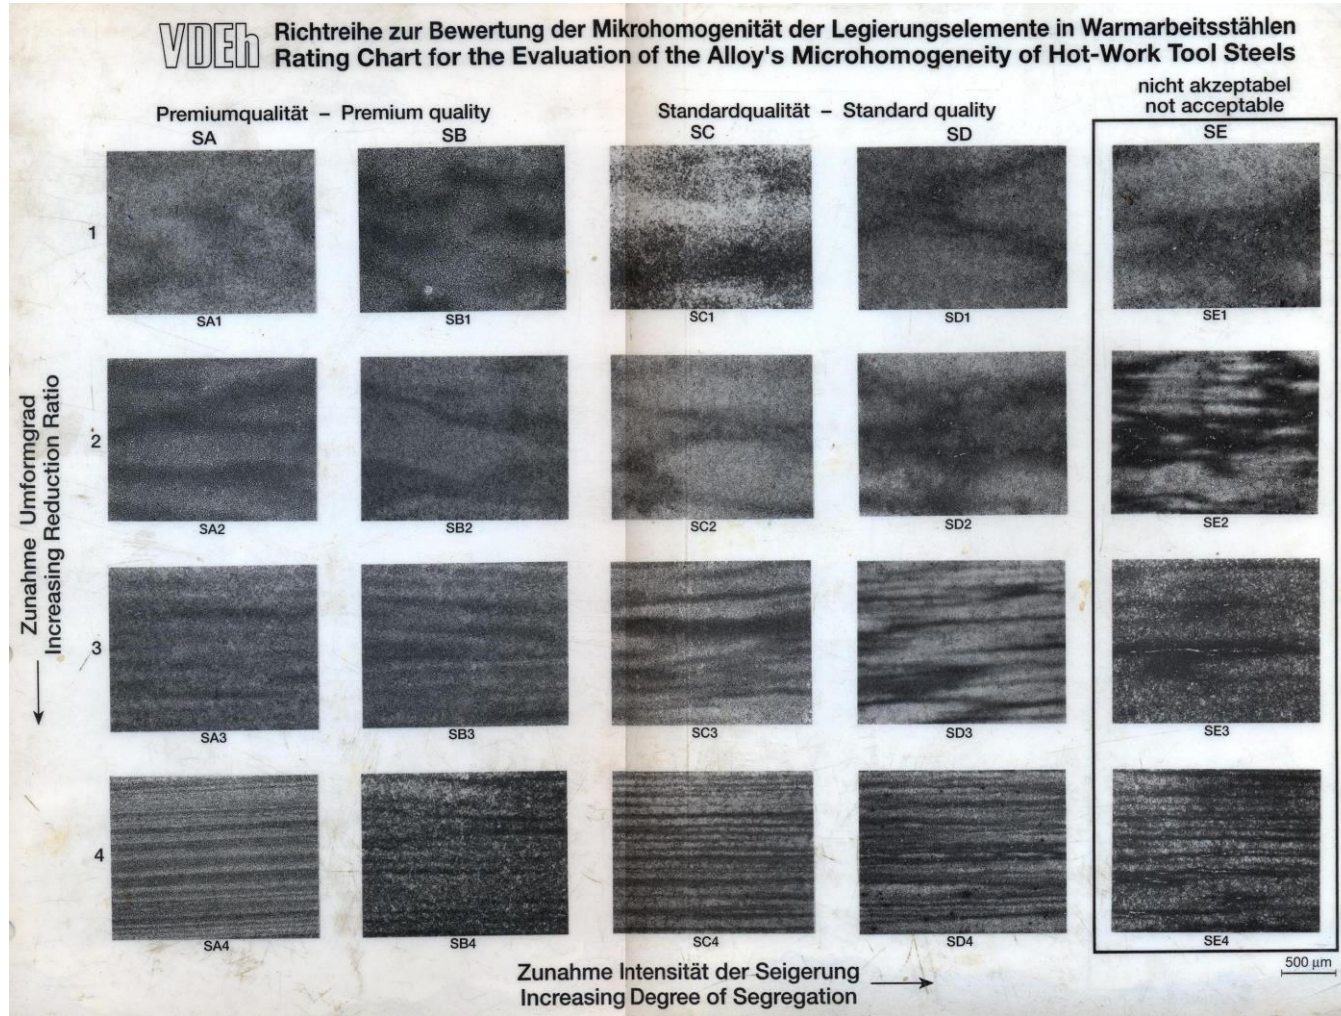 VDEh
Richtreihe zur Bewertung der Mikrohomogenität der Legierungselemente in Warmarbeitsstählen
Rating Chart for the Evaluation of the Alloy's Microhomogeneity of Hot-Work Tool Steels
nicht akzeptabel
not acceptable
Premiumqualität – Premium quality
Standardqualität – Standard quality
SA SB SC SD SE
1
SA1 SB1 SC1 SD1 SE1
2
SA2 SB2 SC2 SD2 SE2
3
SA3 SB3 SC3 SD3 SE3
4
SA4 SB4 SC4 SD4 SE4
Zunahme Umformgrad
Increasing Reduction Ratio
Zunahme Intensität der Seigerung
Increasing Degree of Segregation
500 µm